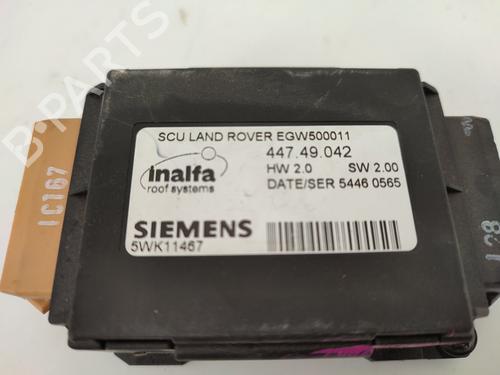 B-PARTS
SCU LAND ROVER EGW500011
447.49.042
inalfa
roof systems
HW 2.0 SW 2.00
DATE/SER 5446 0565
SIEMENS
5WK11467
IC167